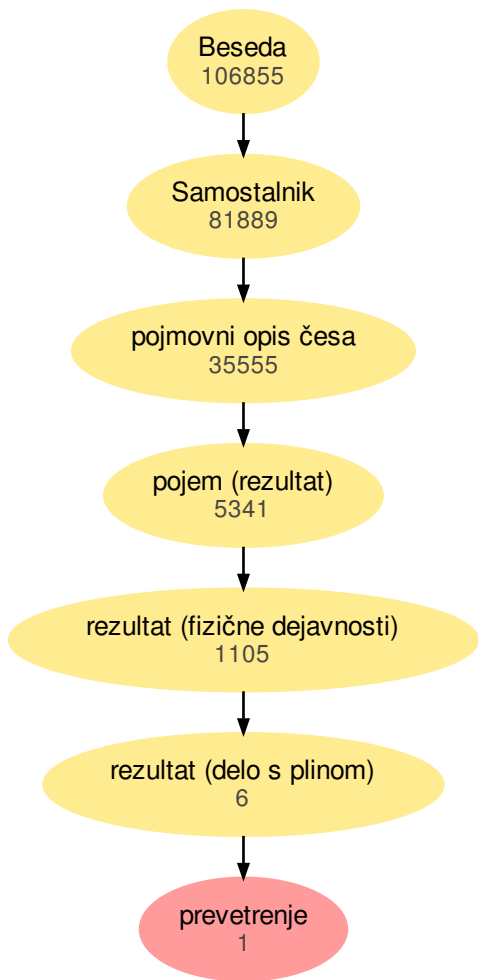 Beseda
106855
Samostalnik
81889
pojmovni opis česa
35555
pojem (rezultat)
5341
rezultat (fizične dejavnosti)
1105
rezultat (delo s plinom)
6
prevetrenje
1